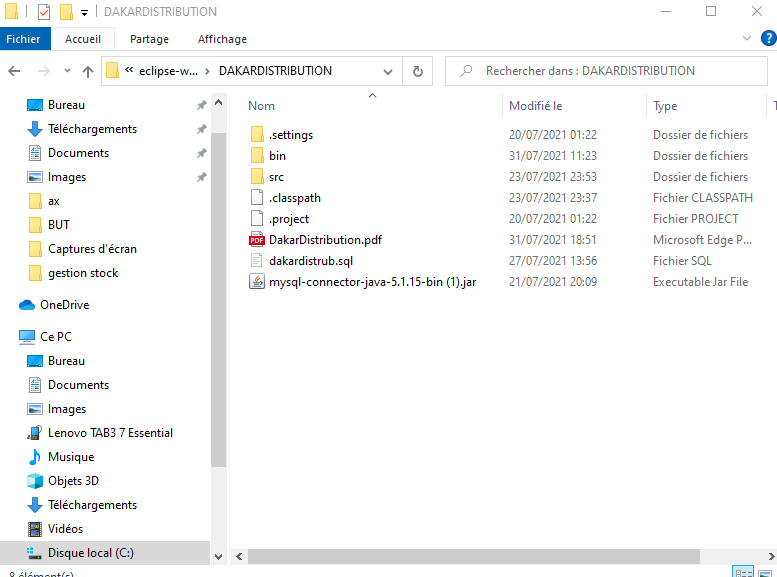 DAKARDISTRIBUTION
Fichier Accueil Partage Affichage
« eclipse-w... › DAKARDISTRIBUTION Rechercher dans : DAKARDISTRIBUTION
Bureau
Téléchargements
Documents
Images
ax
BUT
Captures d'écran
gestion stock
OneDrive
Ce PC
Bureau
Documents
Images
Lenovo TAB3 7 Essential
Musique
Objets 3D
Téléchargements
Vidéos
Disque local (C:)
Nom Modifié le Type
.settings 20/07/2021 01:22 Dossier de fichiers
bin 31/07/2021 11:23 Dossier de fichiers
src 23/07/2021 23:53 Dossier de fichiers
.classpath 23/07/2021 23:37 Fichier CLASSPATH
.project 20/07/2021 01:22 Fichier PROJECT
PDF DakarDistribution.pdf 31/07/2021 18:51 Microsoft Edge P...
dakardistrub.sql 27/07/2021 13:56 Fichier SQL
mysql-connector-java-5.1.15-bin (1).jar 21/07/2021 20:09 Executable Jar File
8 élément(s)